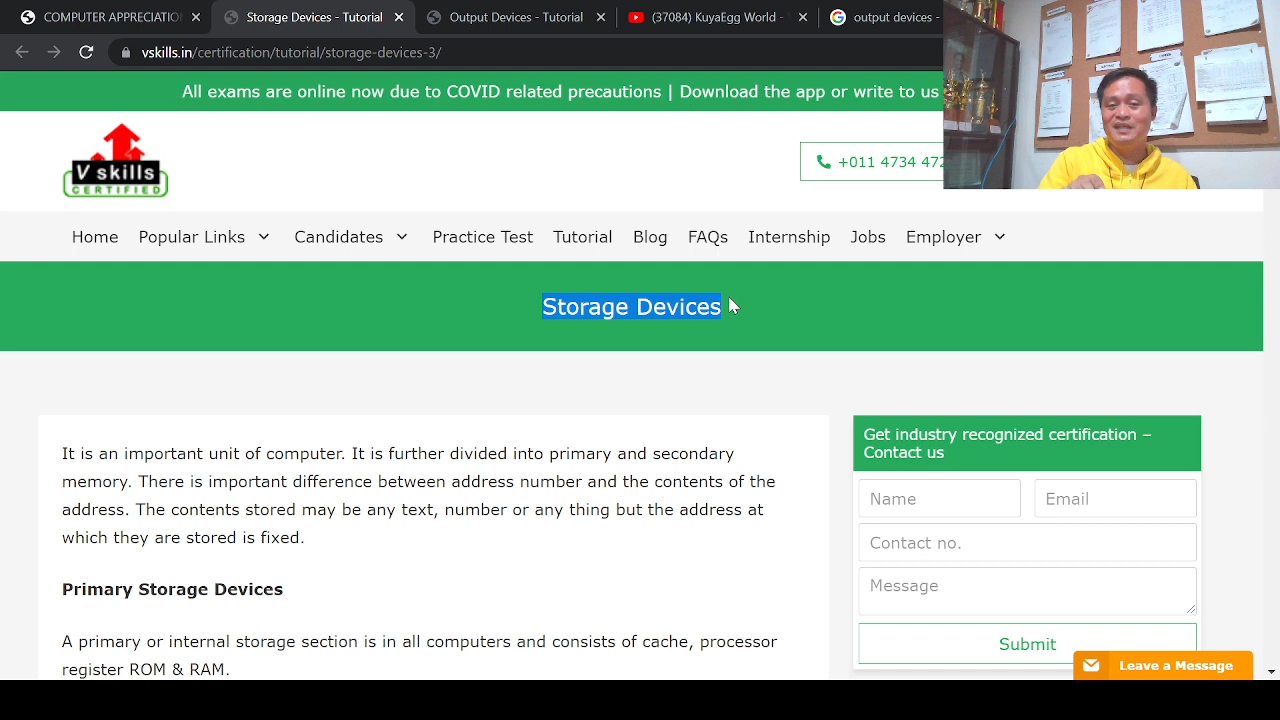 COMPUTER APPRECIATION
Storage Devices - Tutorial
Output Devices - Tutorial
(37084) KuyaEgg World -
output devices -
vskills.in/certification/tutorial/storage-devices-3/
All exams are online now due to COVID related precautions | Download the app or write to us
V skills
CERTIFIED
+011 4734 472
Home Popular Links Candidates Practice Test Tutorial Blog FAQs Internship Jobs Employer
Storage Devices
It is an important unit of computer. It is further divided into primary and secondary
memory. There is important difference between address number and the contents of the
address. The contents stored may be any text, number or any thing but the address at
which they are stored is fixed.
Primary Storage Devices
A primary or internal storage section is in all computers and consists of cache, processor
register ROM & RAM.
Get industry recognized certification –
Contact us
Name
Email
Contact no.
Message
Submit
Leave a Message